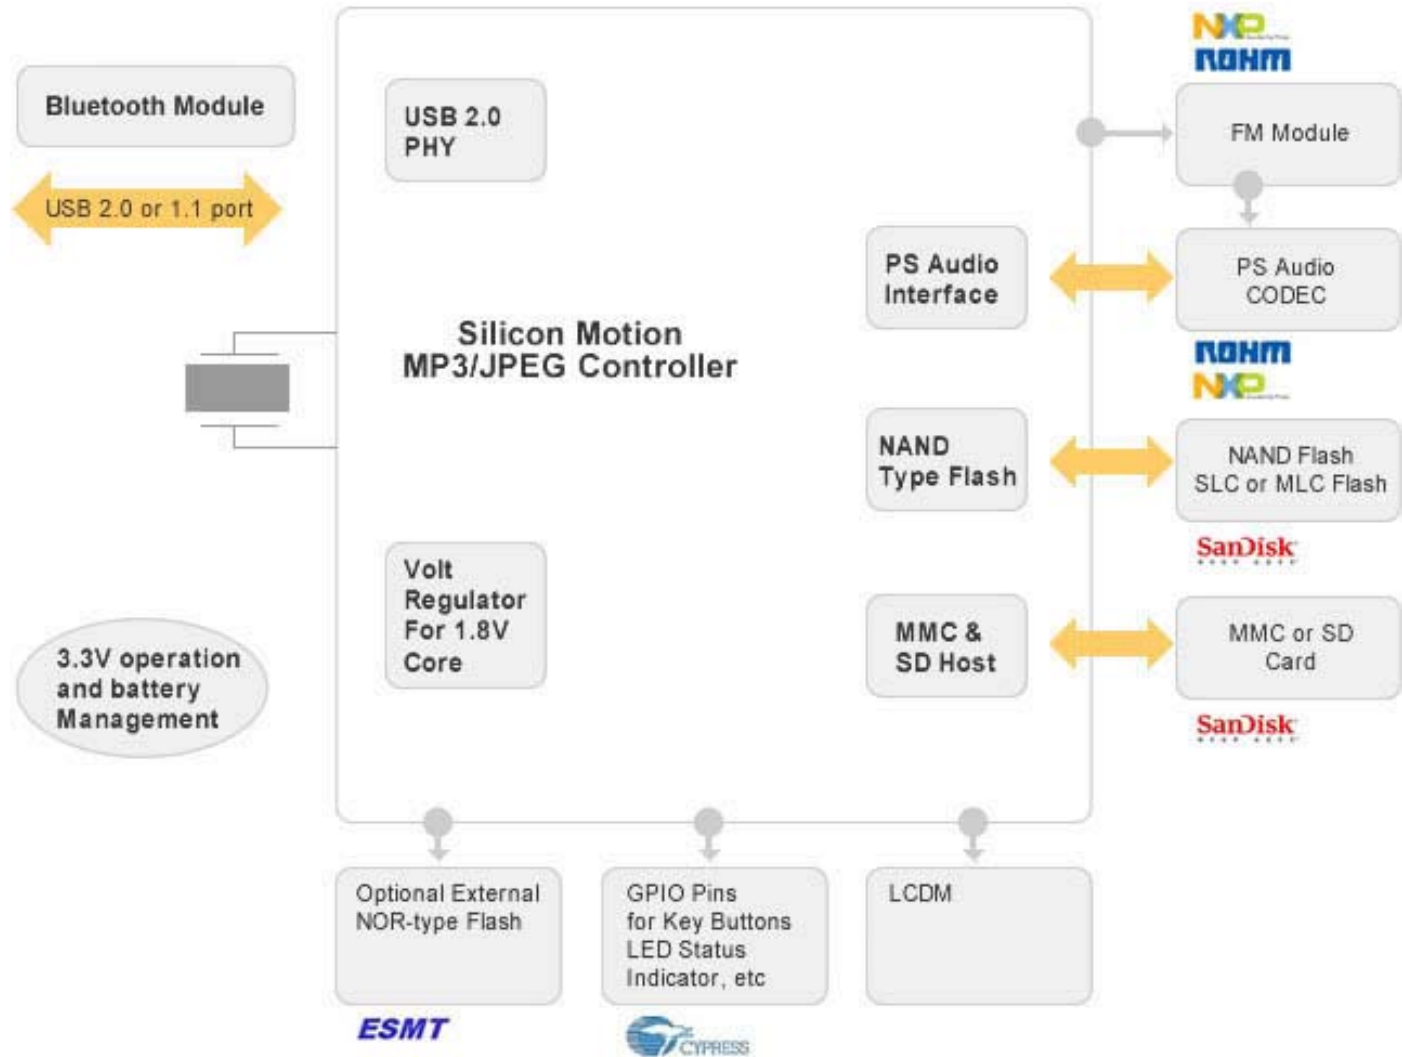 Bluetooth Module
USB 2.0 or 1.1 port
3.3V operation
and battery
Management
USB 2.0
PHY
Silicon Motion
MP3/JPEG Controller
Volt
Regulator
For 1.8V
Core
PS Audio
Interface
NAND
Type Flash
MMC &
SD Host
NXP
ROHM
FM Module
PS Audio
CODEC
ROHM
NXP
NAND Flash
SLC or MLC Flash
SanDisk
MMC or SD
Card
SanDisk
Optional External
NOR-type Flash
ESMT
GPIO Pins
for Key Buttons
LED Status
Indicator, etc
CYPRESS
LCDM